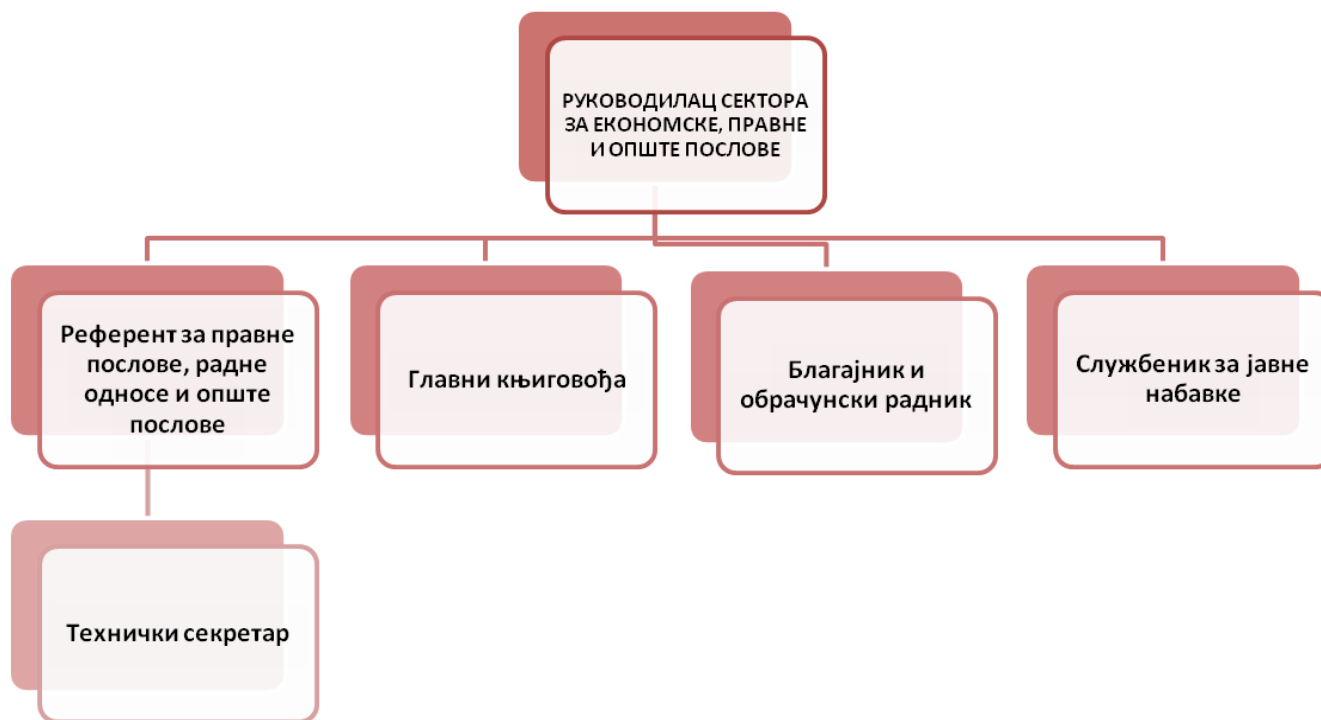 РУКОВОДИЛАЦ СЕКТОРА
ЗА ЕКОНОМСКЕ, ПРАВНЕ
И ОПШТЕ ПОСЛОВЕ
Референт за правне
послове, радне
односе и опште
послове
Главни књиговођа
Благајник и
обрачунски радник
Службеник за јавне
набавке
Технички секретар